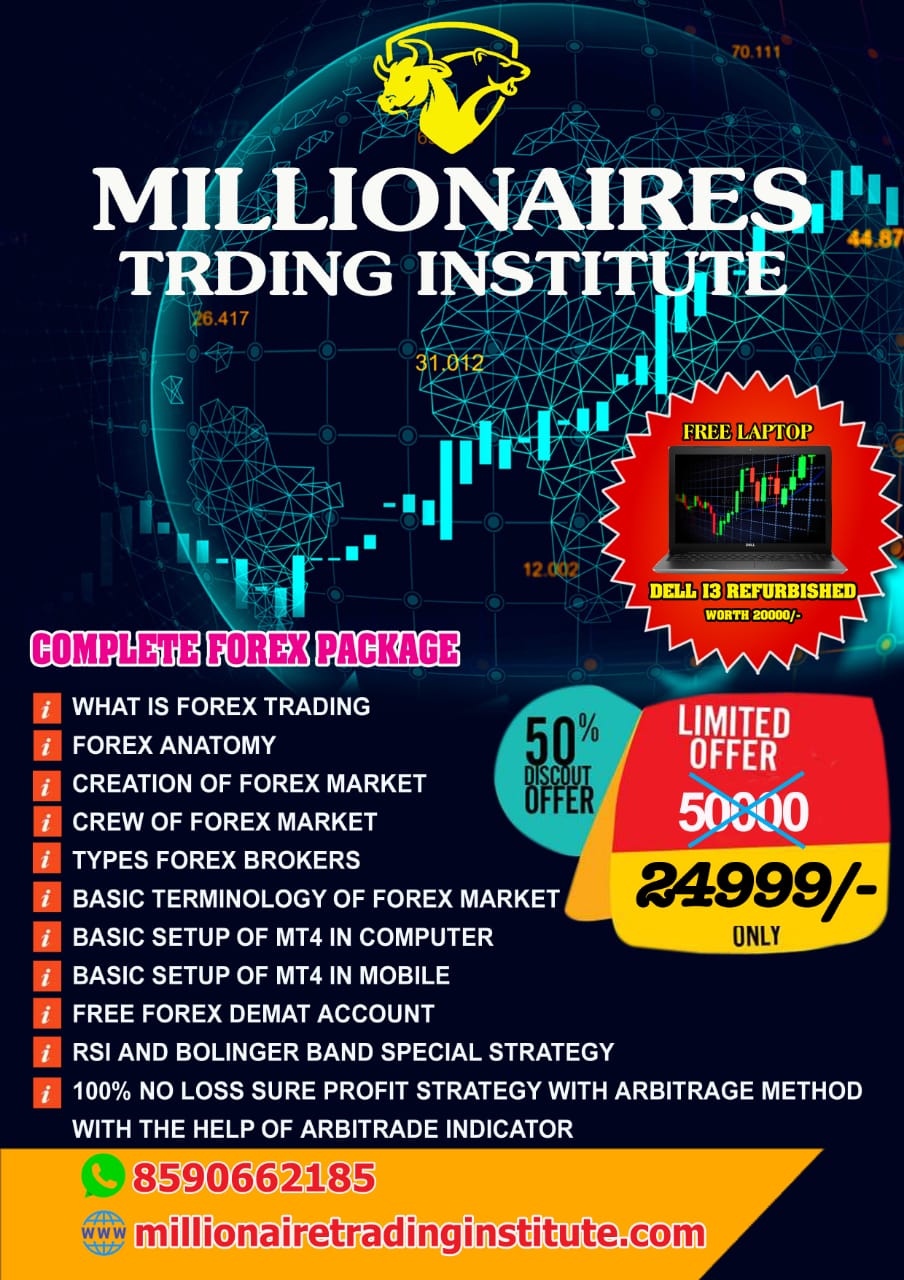 70.111
MILLIONAIRES
44.87
TRDING INSTITUTE
26.417
31.012
FREE LAPTOP
DELL
12.002
DELL I3 REFURBISHED
WORTH 20000/-
COMPLETE FOREX PACKAGE
i WHAT IS FOREX TRADING
i FOREX ANATOMY
i CREATION OF FOREX MARKET
i CREW OF FOREX MARKET
i TYPES FOREX BROKERS
i BASIC TERMINOLOGY OF FOREX MARKET
i BASIC SETUP OF MT4 IN COMPUTER
i BASIC SETUP OF MT4 IN MOBILE
i FREE FOREX DEMAT ACCOUNT
i RSI AND BOLINGER BAND SPECIAL STRATEGY
i 100% NO LOSS SURE PROFIT STRATEGY WITH ARBITRAGE METHOD
WITH THE HELP OF ARBITRADE INDICATOR
50%
DISCOUT
OFFER
LIMITED
OFFER
50000
24999/-
ONLY
8590662185
www millionairetradinginstitute.com